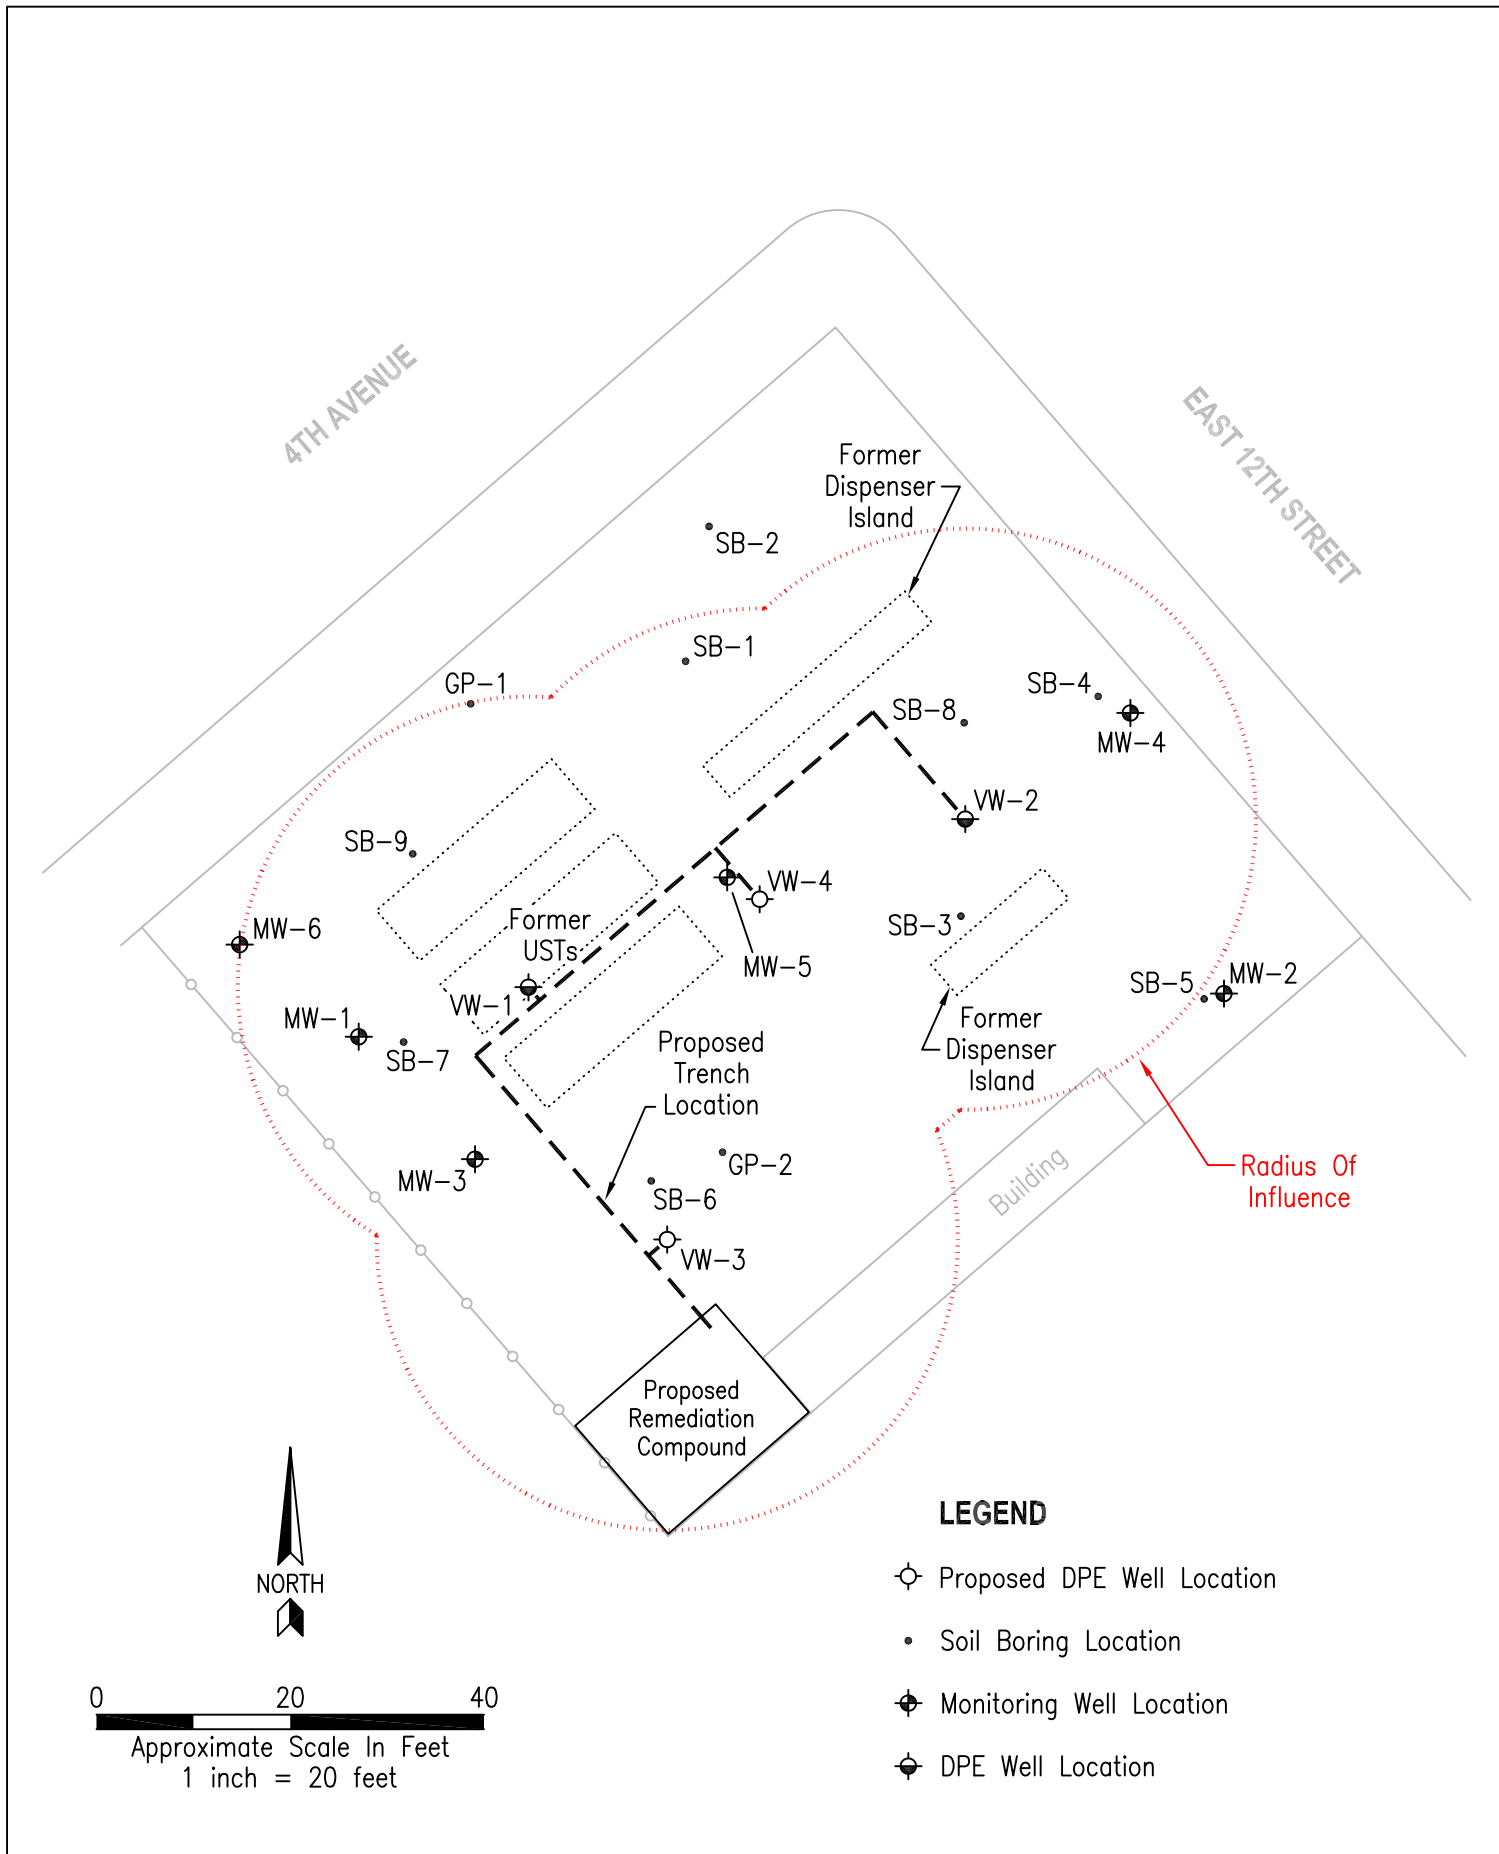 4TH AVENUE
EAST 12TH STREET
Former
Dispenser
Island
SB-2
SB-1
GP-1
SB-4
SB-8
MW-4
VW-2
SB-9
VW-4
MW-6
Former
USTs
SB-3
MW-5
MW-2
SB-5
VW-1
MW-1
SB-7
Former
Dispenser
Island
Proposed
Trench
Location
GP-2
MW-3
SB-6
Building
Radius Of
Influence
VW-3
Proposed
Remediation
Compound
NORTH
0 20 40
Approximate Scale In Feet
1 inch = 20 feet
LEGEND
Proposed DPE Well Location
Soil Boring Location
Monitoring Well Location
DPE Well Location